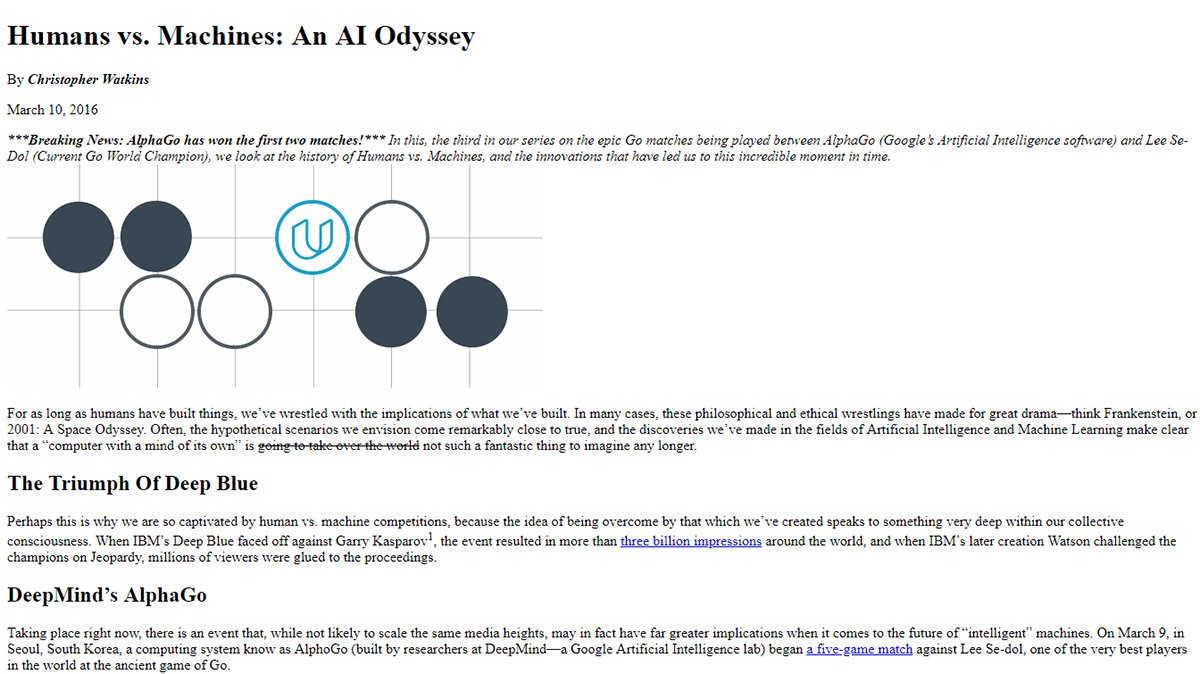 Humans vs. Machines: An AI Odyssey
By Christopher Watkins
March 10, 2016
***Breaking News: AlphaGo has won the first two matches!*** In this, the third in our series on the epic Go matches being played between AlphaGo (Google's Artificial Intelligence software) and Lee Se-
Dol (Current Go World Champion), we look at the history of Humans vs. Machines, and the innovations that have led us to this incredible moment in time.
For as long as humans have built things, we've wrestled with the implications of what we've built. In many cases, these philosophical and ethical wrestlings have made for great drama—think Frankenstein, or
2001: A Space Odyssey. Often, the hypothetical scenarios we envision come remarkably close to true, and the discoveries we've made in the fields of Artificial Intelligence and Machine Learning make clear
that a “computer with a mind of its own” is going to take over the world not such a fantastic thing to imagine any longer.
The Triumph Of Deep Blue
Perhaps this is why we are so captivated by human vs. machine competitions, because the idea of being overcome by that which we've created speaks to something very deep within our collective
consciousness. When IBM's Deep Blue faced off against Garry Kasparov1, the event resulted in more than three billion impressions around the world, and when IBM's later creation Watson challenged the
champions on Jeopardy, millions of viewers were glued to the proceedings.
DeepMind's AlphaGo
Taking place right now, there is an event that, while not likely to scale the same media heights, may in fact have far greater implications when it comes to the future of “intelligent” machines. On March 9, in
Seoul, South Korea, a computing system know as AlphoGo (built by researchers at DeepMind—a Google Artificial Intelligence lab) began a five-game match against Lee Se-dol, one of the very best players
in the world at the ancient game of Go.